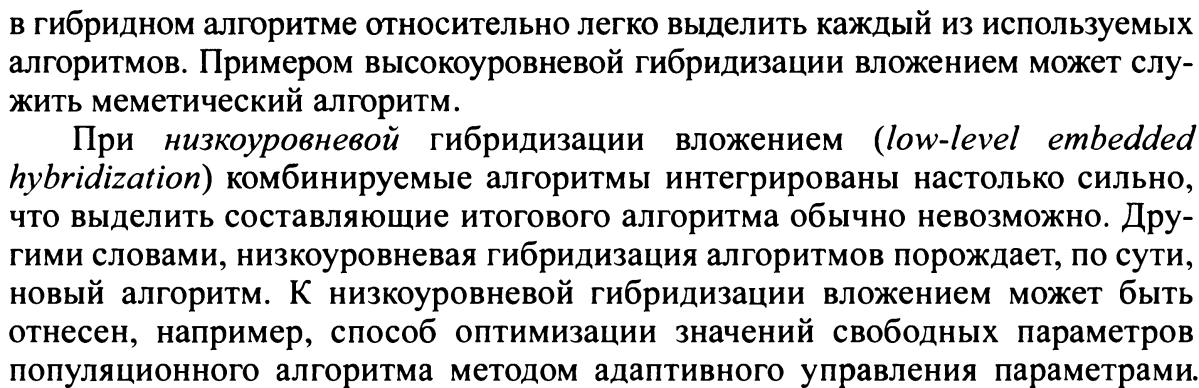 в гибридном алгоритме относительно легко выделить каждый из используемых
алгоритмов. Примером высокоуровневой гибридизации вложением может слу-
жить меметический алгоритм.
При низкоуровневой гибридизации вложением (low-level embedded
hybridization) комбинируемые алгоритмы интегрированы настолько сильно,
что выделить составляющие итогового алгоритма обычно невозможно. Дру-
гими словами, низкоуровневая гибридизация алгоритмов порождает, по сути,
новый алгоритм. К низкоуровневой гибридизации вложением может быть
отнесен, например, способ оптимизации значений свободных параметров
популяционного алгоритма методом адаптивного управления параметрами.